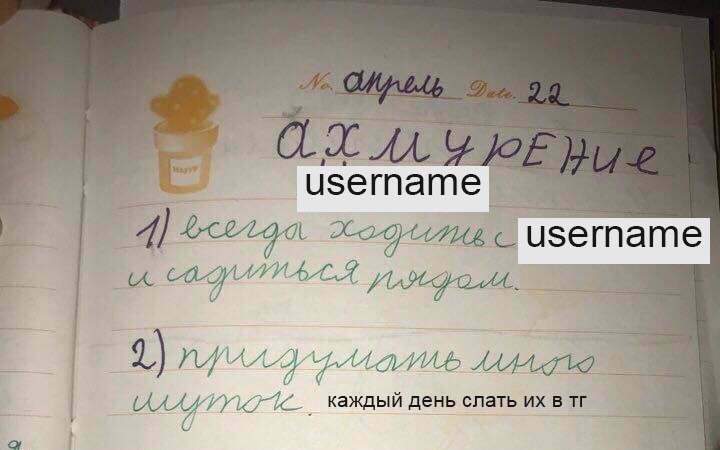 No. апрель Date. 22
ахмурЕНие
username
1) всегда ходить с username
и садиться рядом.
2) придумать много
шуток. каждый день слать их в тг